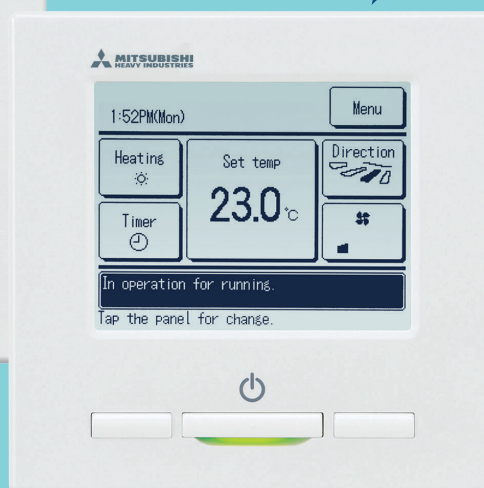 MITSUBISHI
HEAVY INDUSTRIES
1:52PM(Mon)
Menu
Heating
Set temp
Direction
23.0 °C
Timer
In operation for running.
Tap the panel for change.